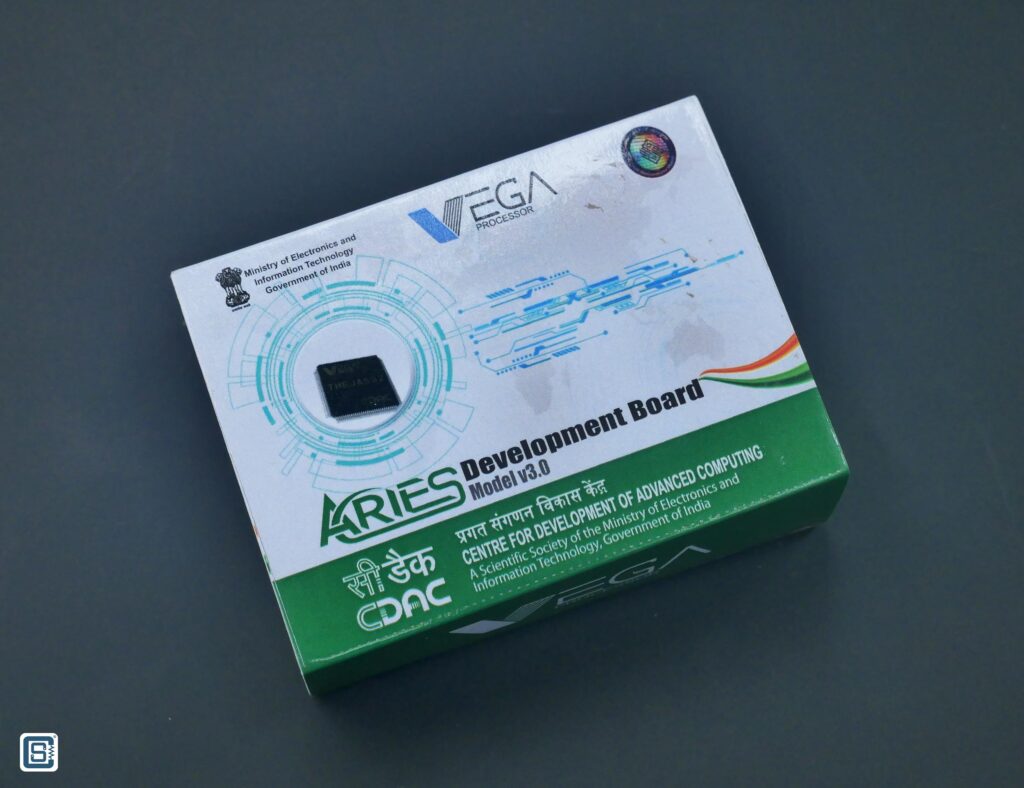 VEGA
PROCESSOR
Ministry of Electronics and
Information Technology
Government of India
THEJAS32
ARIES Development Board
Model v3.0
सी डैक
CDAC
प्रगत संगणन विकास केंद्र
CENTRE FOR DEVELOPMENT OF ADVANCED COMPUTING
A Scientific Society of the Ministry of Electronics and
Information Technology, Government of India
VEGA